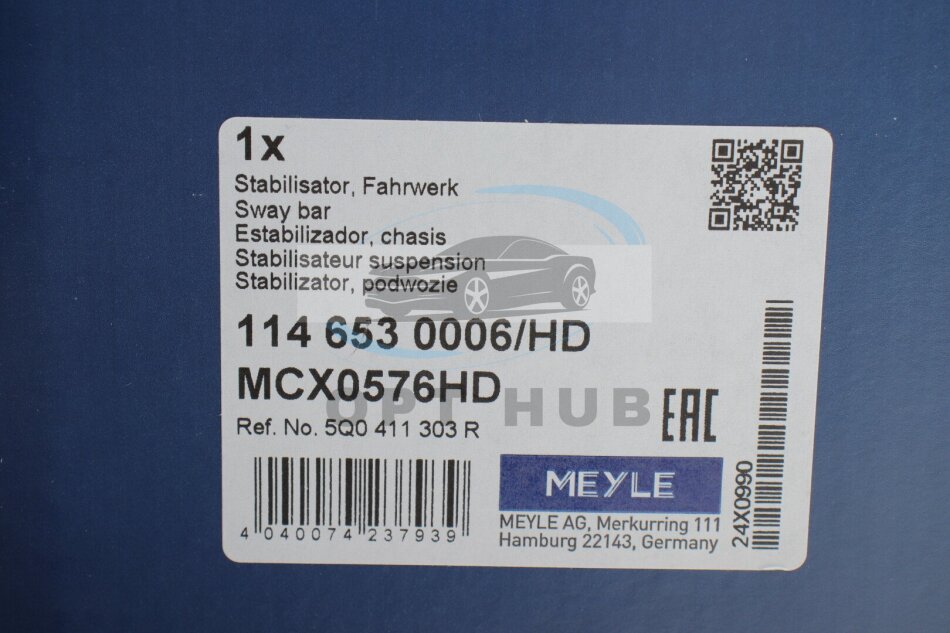 1x
Stabilisator, Fahrwerk
Sway bar
Estabilizador, chasis
Stabilisateur suspension
Stabilizator, podwozie
114 653 0006/HD
MCX0576HD
OPT HUB
EAC
Ref. No. 5Q0 411 303 R
4 040074 237939
MEYLE
MEYLE AG, Merkurring 111
Hamburg 22143, Germany
24X0990